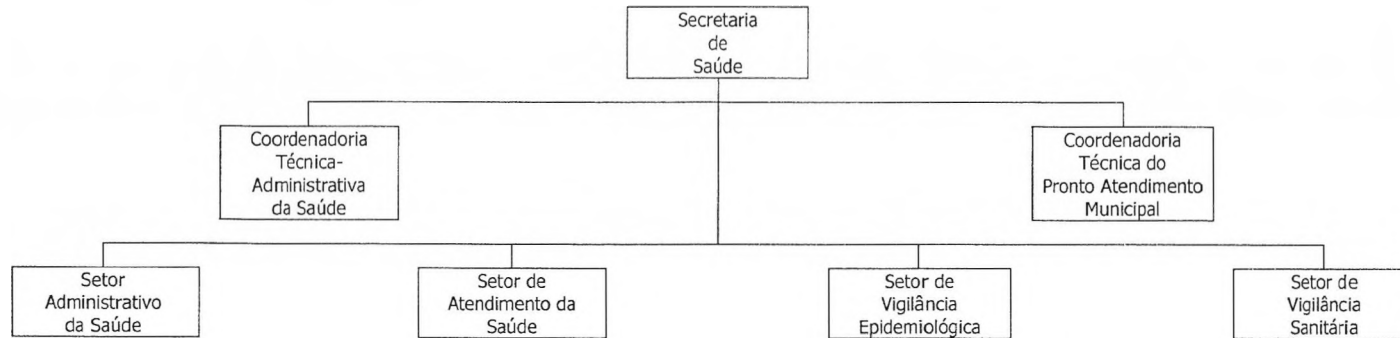 Secretaria
de
Saúde
Coordenadoria
Técnica-
Administrativa
da Saúde
Coordenadoria
Técnica do
Pronto Atendimento
Municipal
Setor
Administrativo
da Saúde
Setor de
Atendimento da
Saúde
Setor de
Vigilância
Epidemiológica
Setor de
Vigilância
Sanitária